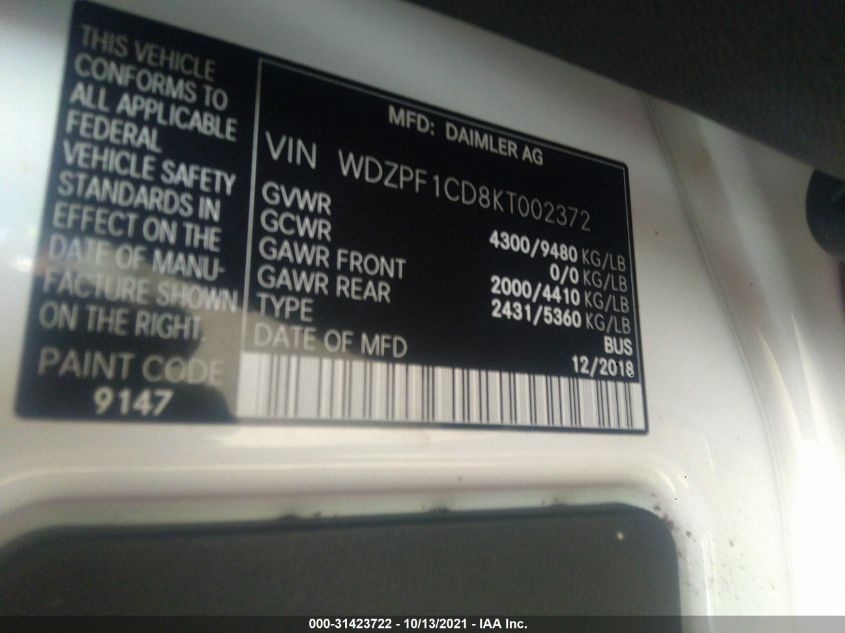 THIS VEHICLE
CONFORMS TO
ALL APPLICABLE
FEDERAL
VEHICLE SAFETY
STANDARDS IN
EFFECT ON THE
DATE OF MANU-
FACTURE SHOWN
ON THE RIGHT.
PAINT CODE
9147
MFD: DAIMLER AG
VIN WDZPF1CD8KT002372
GVWR 4300/9480 KG/LB
GCWR 0/0 KG/LB
GAWR FRONT 2000/4410 KG/LB
GAWR REAR 2431/5360 KG/LB
TYPE BUS
DATE OF MFD 12/2018
000-31423722 - 10/13/2021 - IAA Inc.